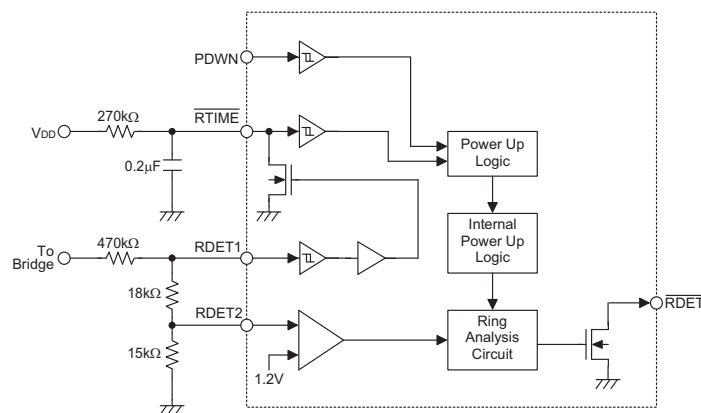 PDWN
270kΩ
RTIME
VDD
0.2μF
Power Up
Logic
To
Bridge
470kΩ
RDET1
Internal
Power Up
Logic
18kΩ
RDET2
RDET
Ring
Analysis
Circuit
15kΩ
1.2V